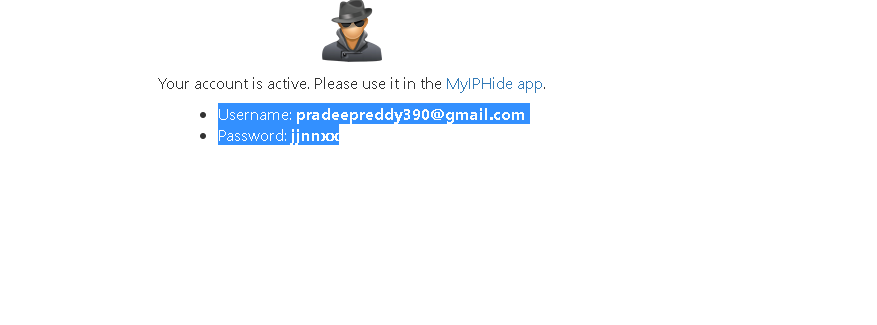 Your account is active. Please use it in the MyIPHide app.
Username: pradeepreddy390@gmail.com
Password: jjnnxx